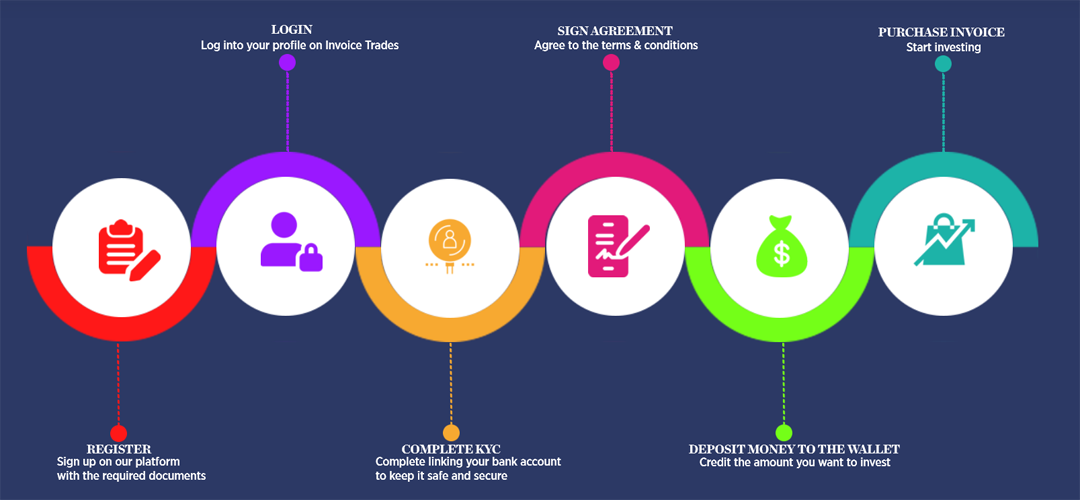 LOGIN
Log into your profile on Invoice Trades
SIGN AGREEMENT
Agree to the terms & conditions
PURCHASE INVOICE
Start investing
$
REGISTER
Sign up on our platform
with the required documents
COMPLETE KYC
Complete linking your bank account
to keep it safe and secure
DEPOSIT MONEY TO THE WALLET
Credit the amount you want to invest